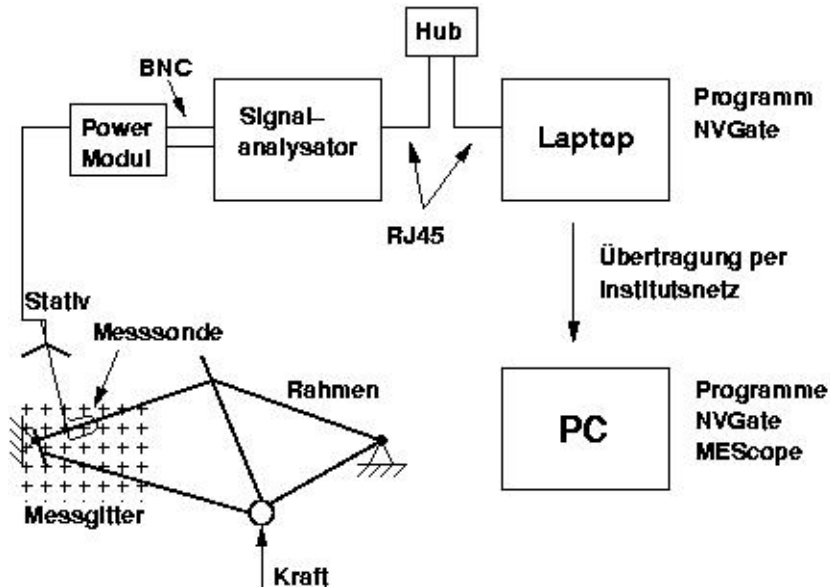 Hub
BNC
Power
Modul
Signal–
analysator
Laptop
Programm
NVGate
RJ45
Übertragung per
Institutsnetz
Stativ
Messsonde
Rahmen
Messgitter
Kraft
PC
Programme
NVGate
MEScope